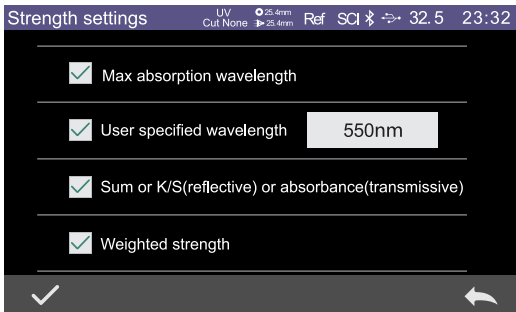 Strength settings UV Cut None 25.4mm 25.4mm Ref SCI 32.5 23:32
Max absorption wavelength
User specified wavelength 550nm
Sum or K/S(reflective) or absorbance(transmissive)
Weighted strength